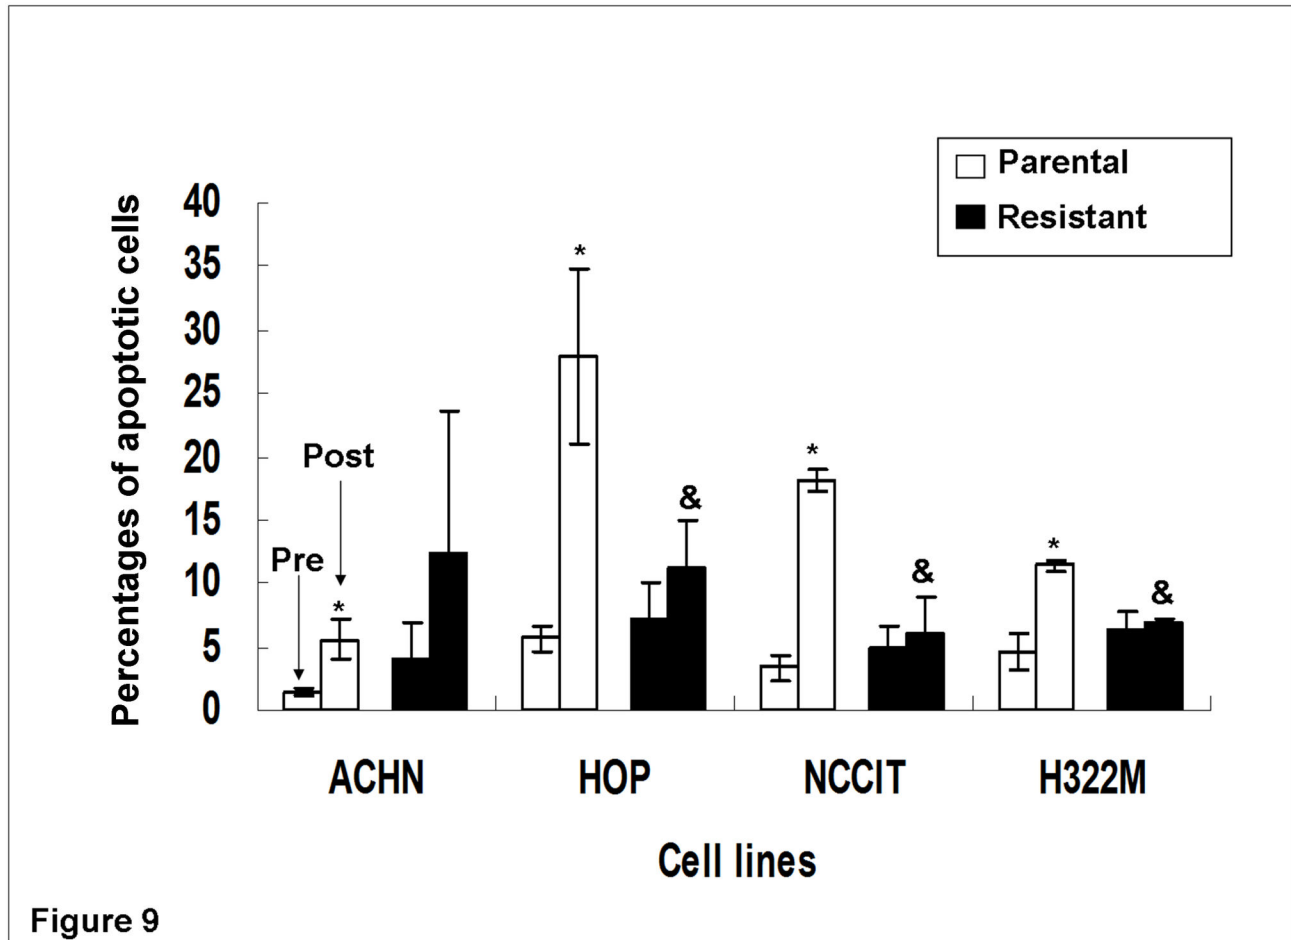 Parental
Resistant
Percentages of apoptotic cells
40
35
30
25
20
15
10
5
0
Pre
Post
*
*
&
*
&
*
&
ACHN HOP NCCIT H322M
Cell lines
Figure 9